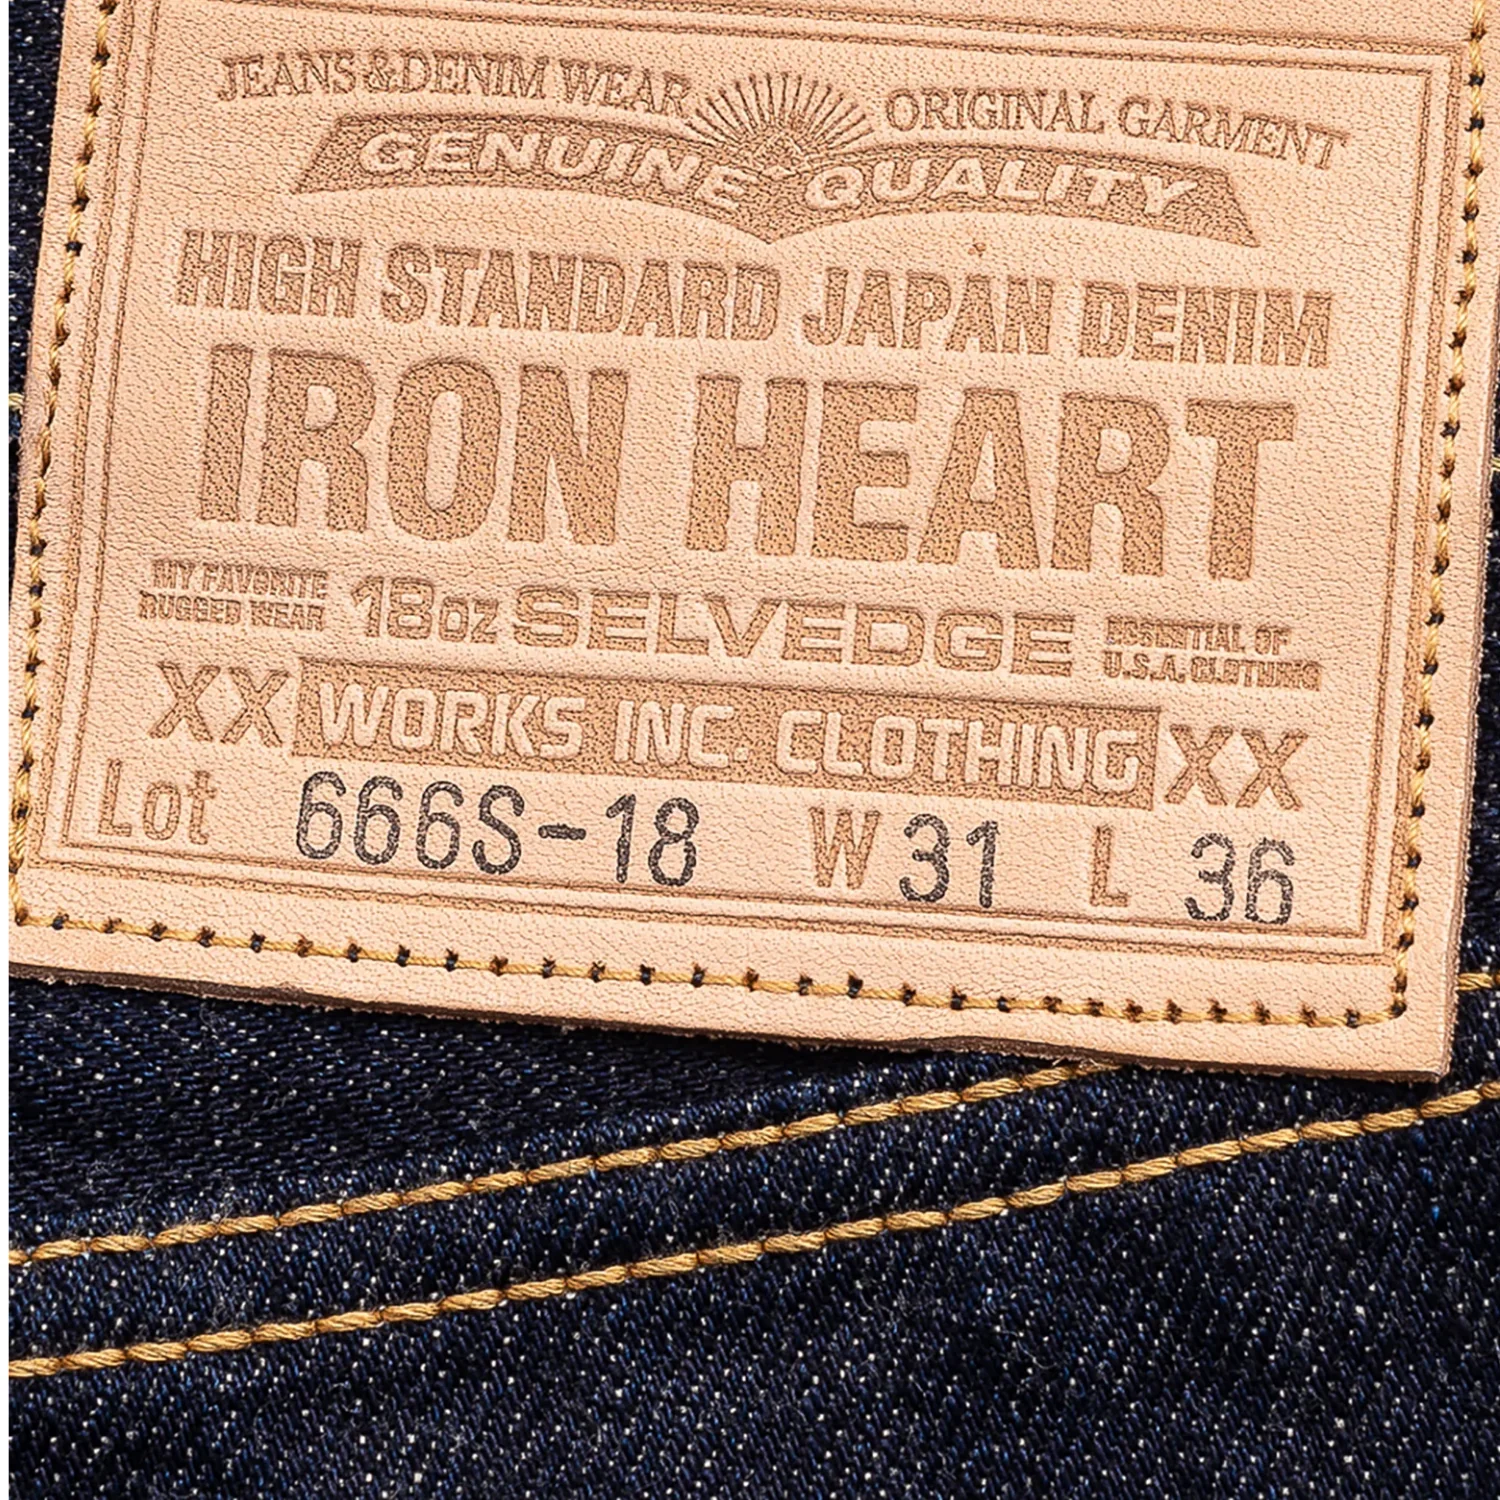 JEANS & DENIM WEAR ORIGINAL GARMENT
GENUINE QUALITY
HIGH STANDARD JAPAN DENIM
IRON HEART
MY FAVORITE
RUGGED WEAR
18oz SELVEDGE
ESSENTIAL OF
U.S.A. CLOTHING
XX WORKS INC. CLOTHING XX
Lot 666S-18 W 31 L 36